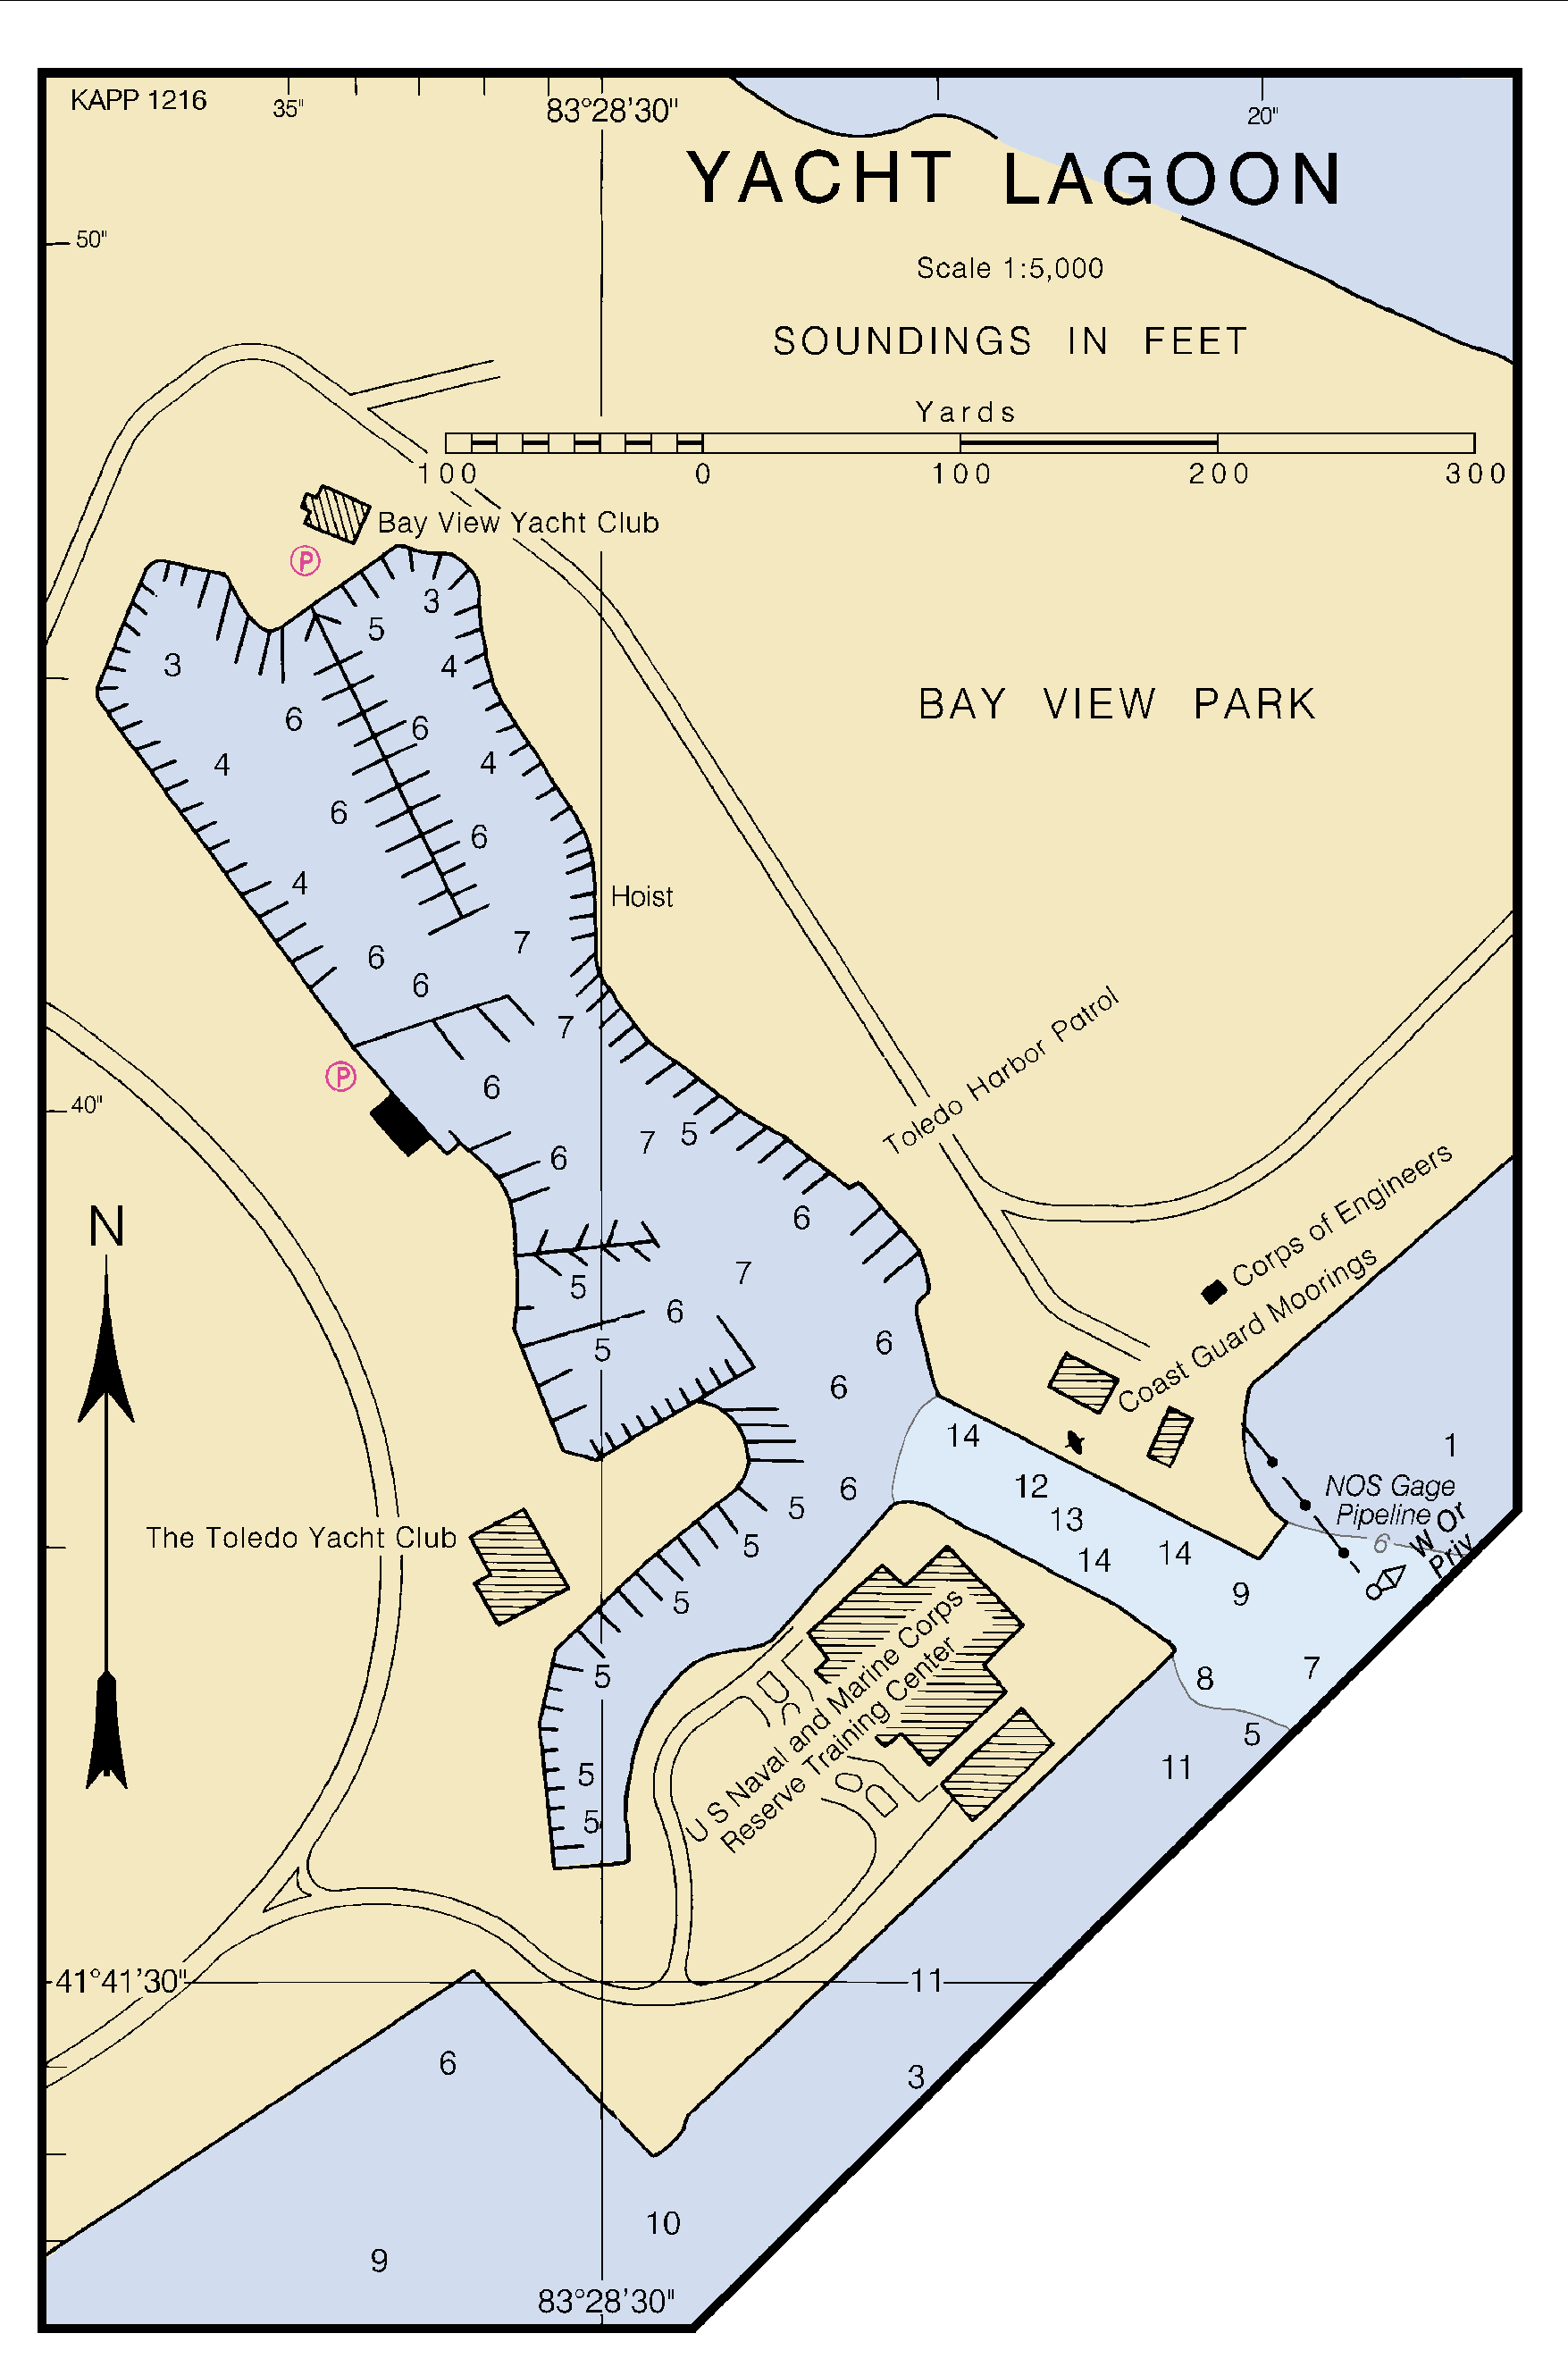 KAPP 1216
35"
83°28'30"
20"
YACHT LAGOON
50"
Scale 1:5,000
SOUNDINGS IN FEET
Yards
100 0 100 200 300
Bay View Yacht Club
P
3
5
3
4
6
6
BAY VIEW PARK
4
4
6
6
4
Hoist
7
6
6
7
Toledo Harbor Patrol
P
6
40"
7 5
6
Corps of Engineers
N
6
7
5
Coast Guard Moorings
6
6
5
6
14
1
6
12
NOS Gage
Pipeline
5
13
W Or
Priv
The Toledo Yacht Club
5
14
14
6
9
5
U S Naval and Marine Corps
Reserve Training Center
5
8
7
5
11
5
5
41°41'30"
11
6
3
10
9
83°28'30"